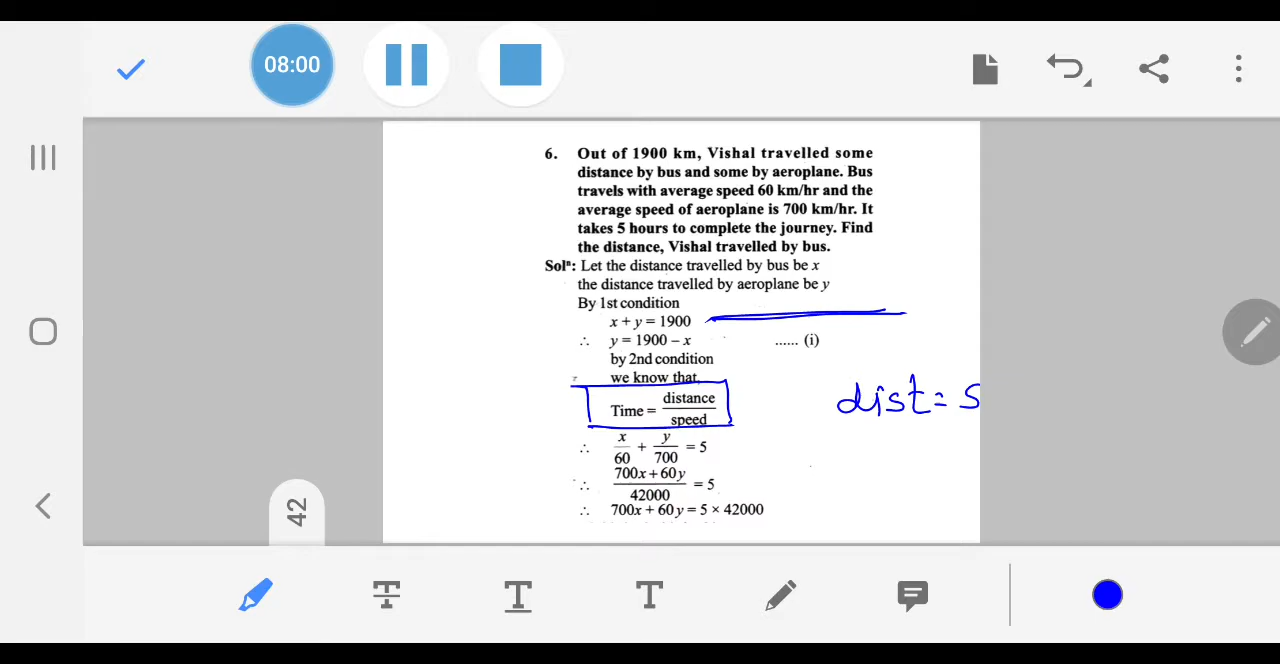 08:00
6. Out of 1900 km, Vishal travelled some
distance by bus and some by aeroplane. Bus
travels with average speed 60 km/hr and the
average speed of aeroplane is 700 km/hr. It
takes 5 hours to complete the journey. Find
the distance, Vishal travelled by bus.
Solⁿ: Let the distance travelled by bus be x
the distance travelled by aeroplane be y
By 1st condition
x + y = 1900
∴ y = 1900 – x ...... (i)
by 2nd condition
we know that,
Time = distance/speed
dist = s
∴ x/60 + y/700 = 5
∴ 700x + 60y/42000 = 5
∴ 700x + 60y = 5 × 42000
42
T
T
T